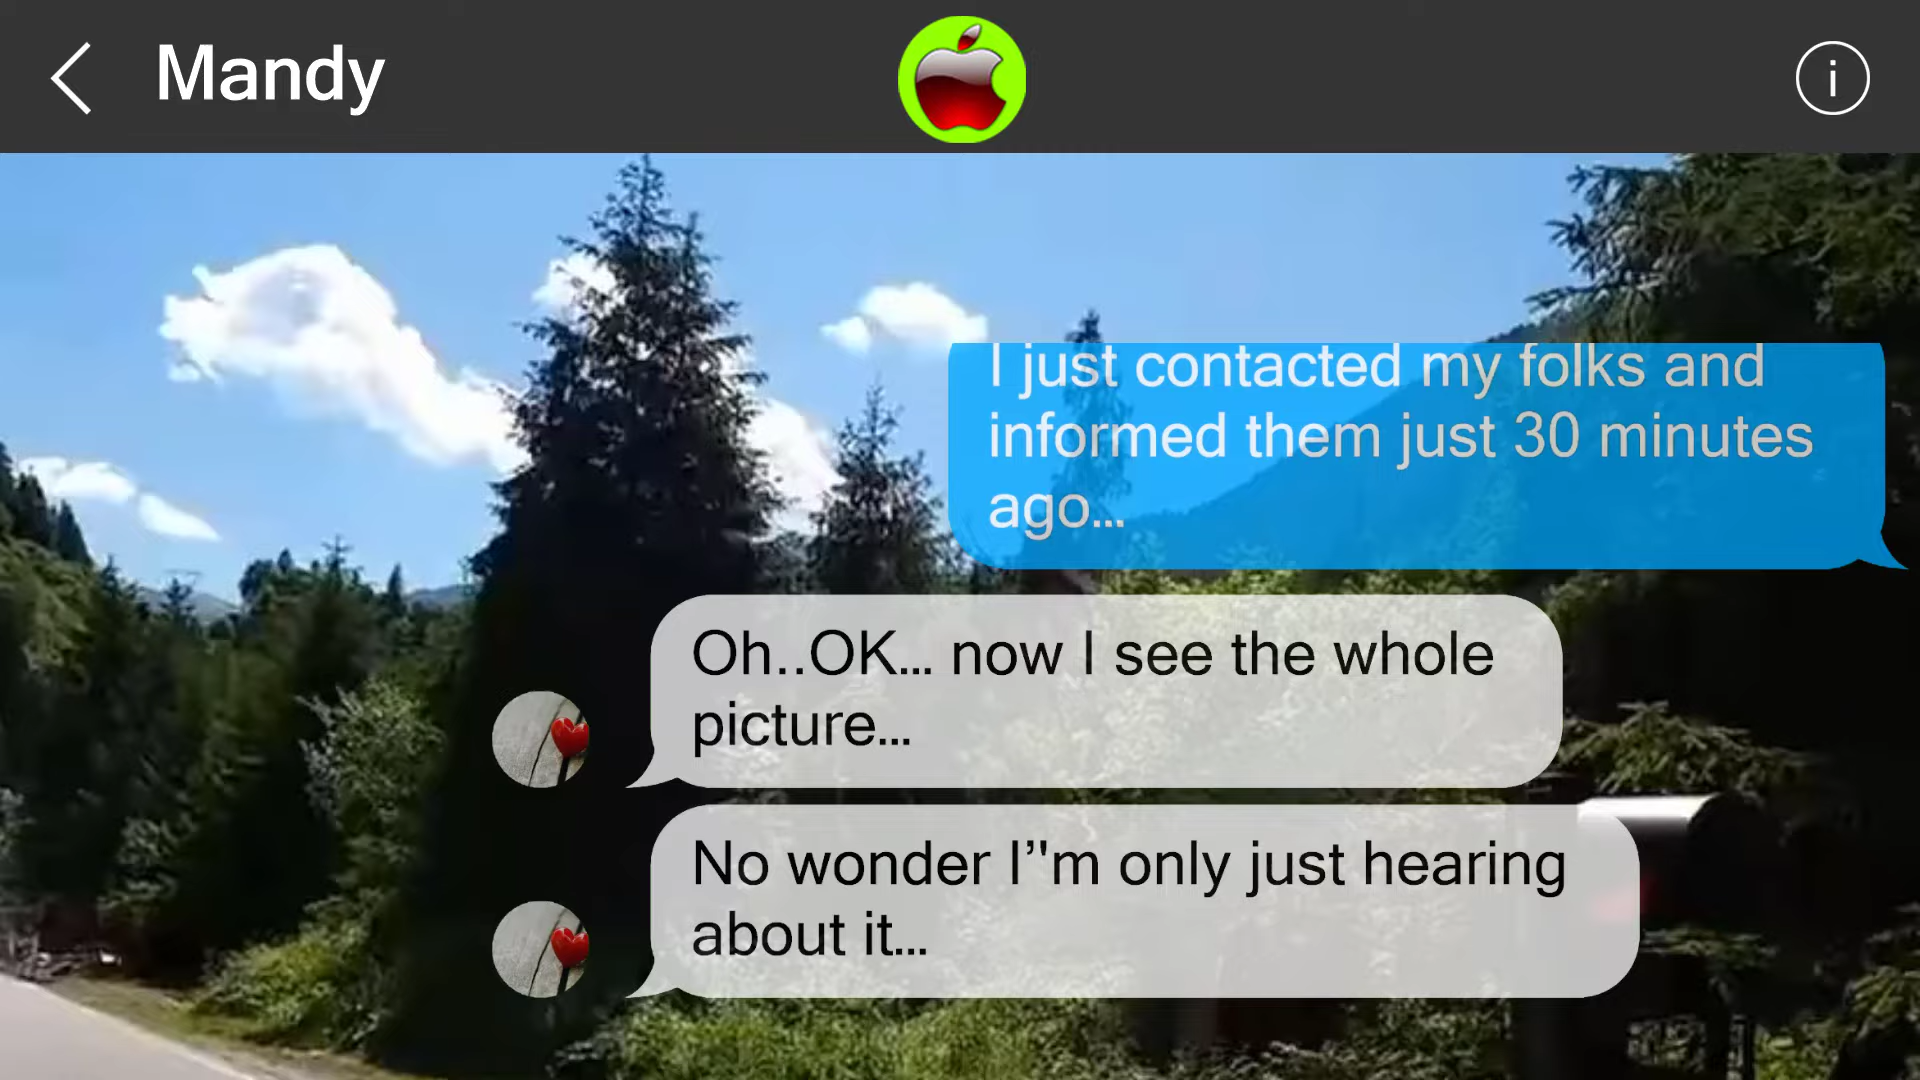 Mandy
i
I just contacted my folks and
informed them just 30 minutes
ago...
Oh..OK... now I see the whole
picture...
No wonder I’"m only just hearing
about it...